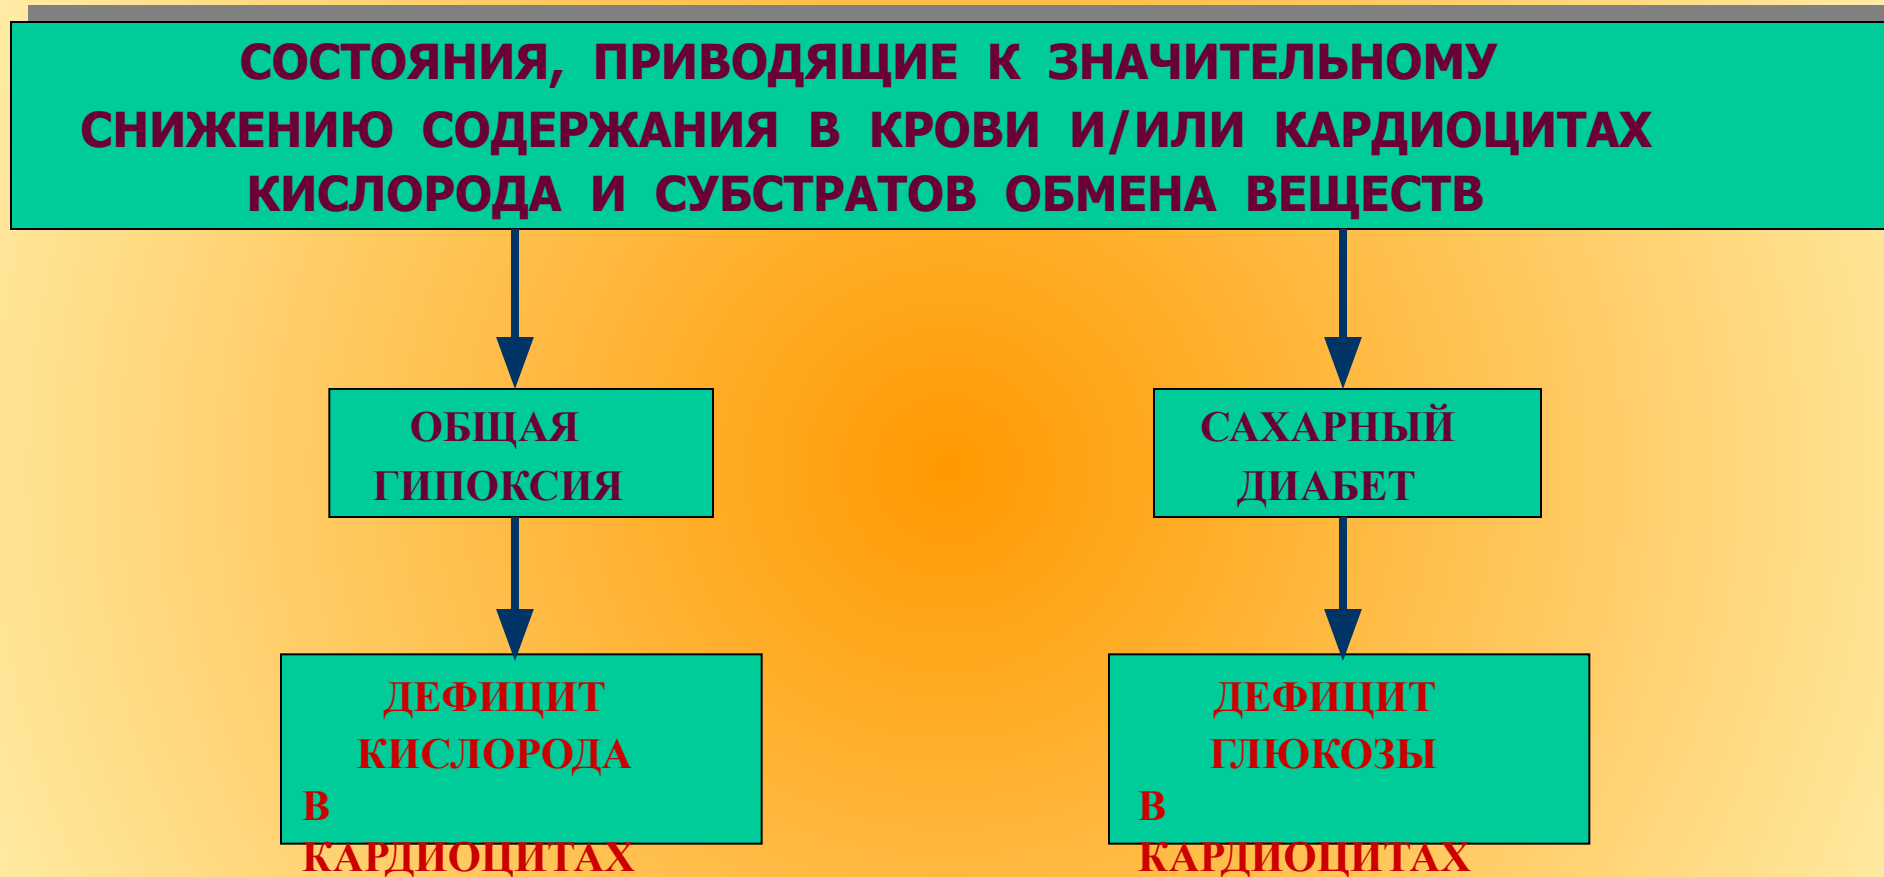 СОСТОЯНИЯ, ПРИВОДЯЩИЕ К ЗНАЧИТЕЛЬНОМУ
СНИЖЕНИЮ СОДЕРЖАНИЯ В КРОВИ И/ИЛИ КАРДИОЦИТАХ
КИСЛОРОДА И СУБСТРАТОВ ОБМЕНА ВЕЩЕСТВ
ОБЩАЯ
ГИПОКСИЯ
САХАРНЫЙ
ДИАБЕТ
ДЕФИЦИТ
КИСЛОРОДА
В
КАРДИОЦИТАХ
ДЕФИЦИТ
ГЛЮКОЗЫ
В
КАРДИОЦИТАХ